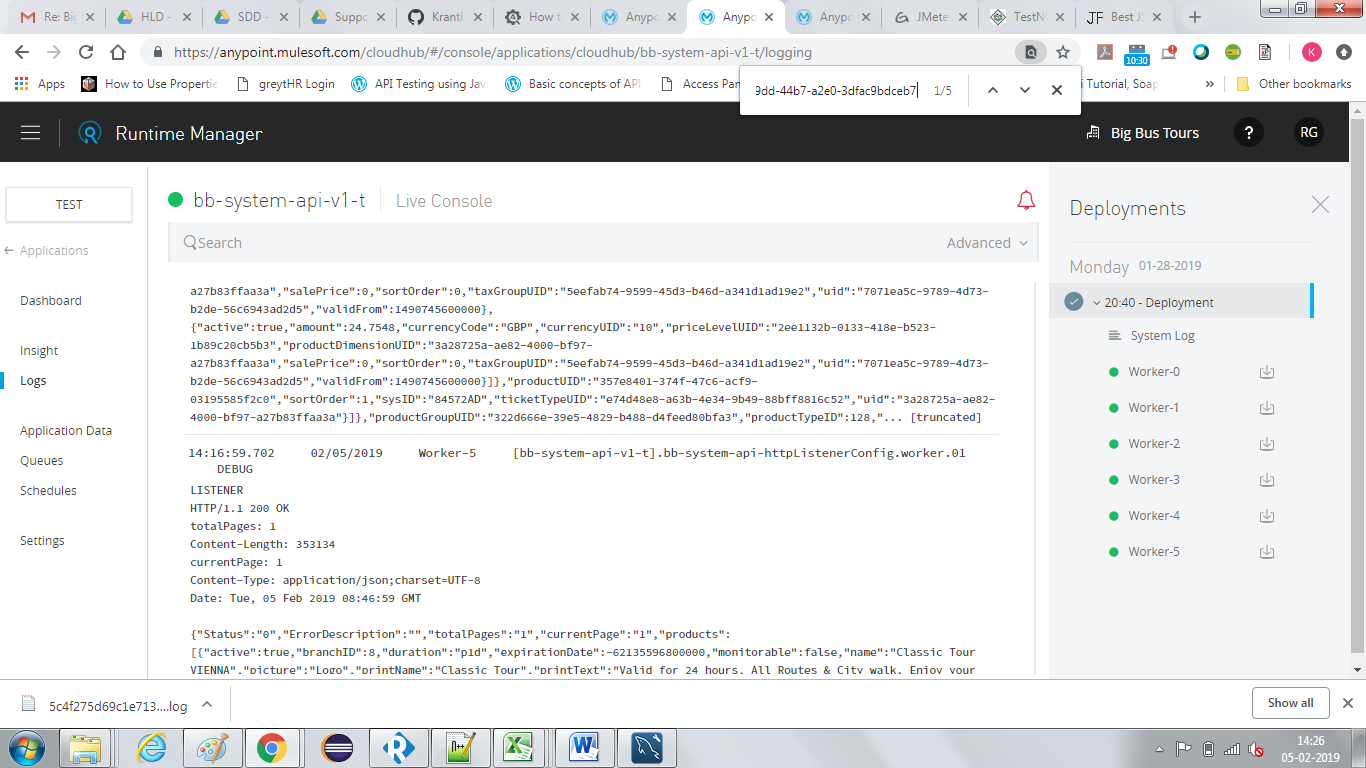 Re: Big
HLD -
SDD -
Suppo
Kranth
How t
Anypo
Anypo
Anypo
JMete
TestN
Best J
https://anypoint.mulesoft.com/cloudhub/#/console/applications/cloudhub/bb-system-api-v1-t/logging
10:30
K
Apps
How to Use Properti
greytHR Login
API Testing using Jav
Basic concepts of API
Access Pan
i Tutorial, Soap
»
Other bookmarks
9dd-44b7-a2e0-3dfac9bdceb7
1/5
Runtime Manager
Big Bus Tours
?
RG
TEST
Applications
Dashboard
Insight
Logs
Application Data
Queues
Schedules
Settings
bb-system-api-v1-t
Live Console
Search
Advanced
a27b83ffaa3a","salePrice":0,"sortOrder":0,"taxGroupUID":"5eefab74-9599-45d3-b46d-a341d1ad19e2","uid":"7071ea5c-9789-4d73-
b2de-56c6943ad2d5","validFrom":1490745600000},
{"active":true,"amount":24.7548,"currencyCode":"GBP","currencyUID":"10","priceLevelUID":"2ee1132b-0133-418e-b523-
1b89c20cb5b3","productDimensionUID":"3a28725a-ae82-4000-bf97-
a27b83ffaa3a","salePrice":0,"sortOrder":0,"taxGroupUID":"5eefab74-9599-45d3-b46d-a341d1ad19e2","uid":"7071ea5c-9789-4d73-
b2de-56c6943ad2d5","validFrom":1490745600000}]},"productUID":"357e8401-374f-47c6-acf9-
03195585f2c0","sortOrder":1,"sysID":"84572AD","ticketTypeUID":"e74d48e8-a63b-4e34-9b49-88bff8816c52","uid":"3a28725a-ae82-
4000-bf97-a27b83ffaa3a"}]},"productGroupUID":"322d666e-39e5-4829-b488-d4feed80bfa3","productTypeID":128,"... [truncated]
14:16:59.702 02/05/2019 Worker-5 [bb-system-api-v1-t].bb-system-api-httpListenerConfig.worker.01
DEBUG
LISTENER
HTTP/1.1 200 OK
totalPages: 1
Content-Length: 353134
currentPage: 1
Content-Type: application/json;charset=UTF-8
Date: Tue, 05 Feb 2019 08:46:59 GMT
{"Status":"0","ErrorDescription":"","totalPages":"1","currentPage":"1","products":
[{"active":true,"branchID":8,"duration":"p1d","expirationDate":-62135596800000,"monitorable":false,"name":"Classic Tour
VIENNA","picture":"Logo","printName":"Classic Tour","printText":"Valid for 24 hours. All Routes & City walk. Enjoy your
Deployments
Monday 01-28-2019
20:40 - Deployment
System Log
Worker-0
Worker-1
Worker-2
Worker-3
Worker-4
Worker-5
5c4f275d69c1e713....log
Show all
14:26
05-02-2019